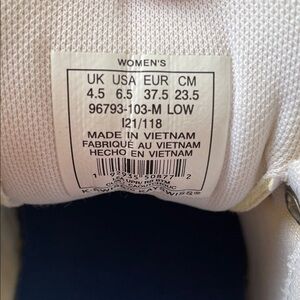 WOMEN'S
UK USA EUR CM
4.5 6.5 37.5 23.5
96793-103-M LOW
I21/118
MADE IN VIETNAM
FABRIQUÉ AU VIETNAM
HECHO EN VIETNAM